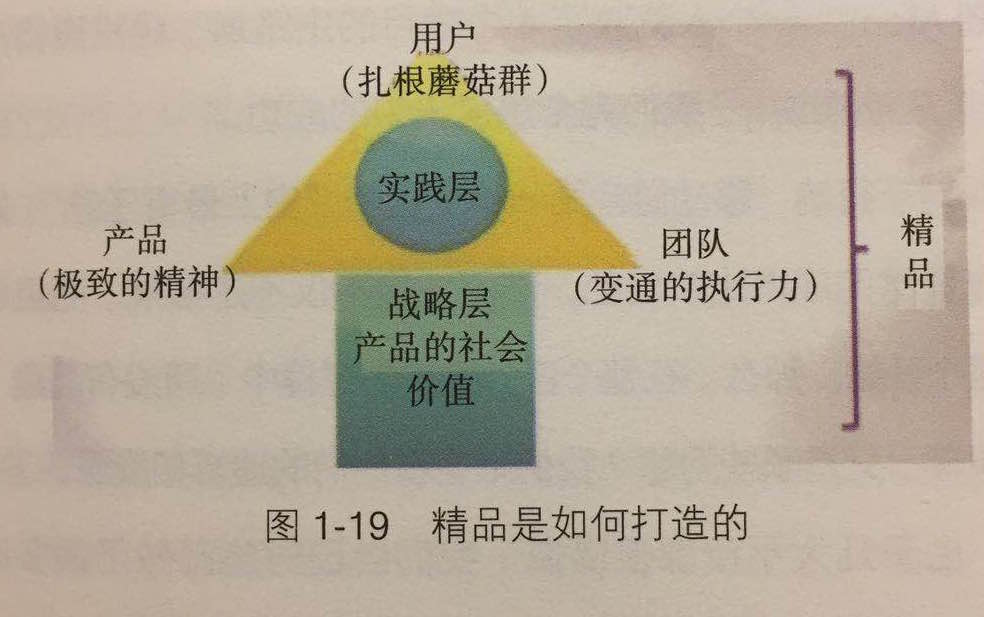 用户
（扎根蘑菇群）
实践层
产品
（极致的精神）
团队
（变通的执行力）
战略层
产品的社会
价值
精
品
图 1-19 精品是如何打造的